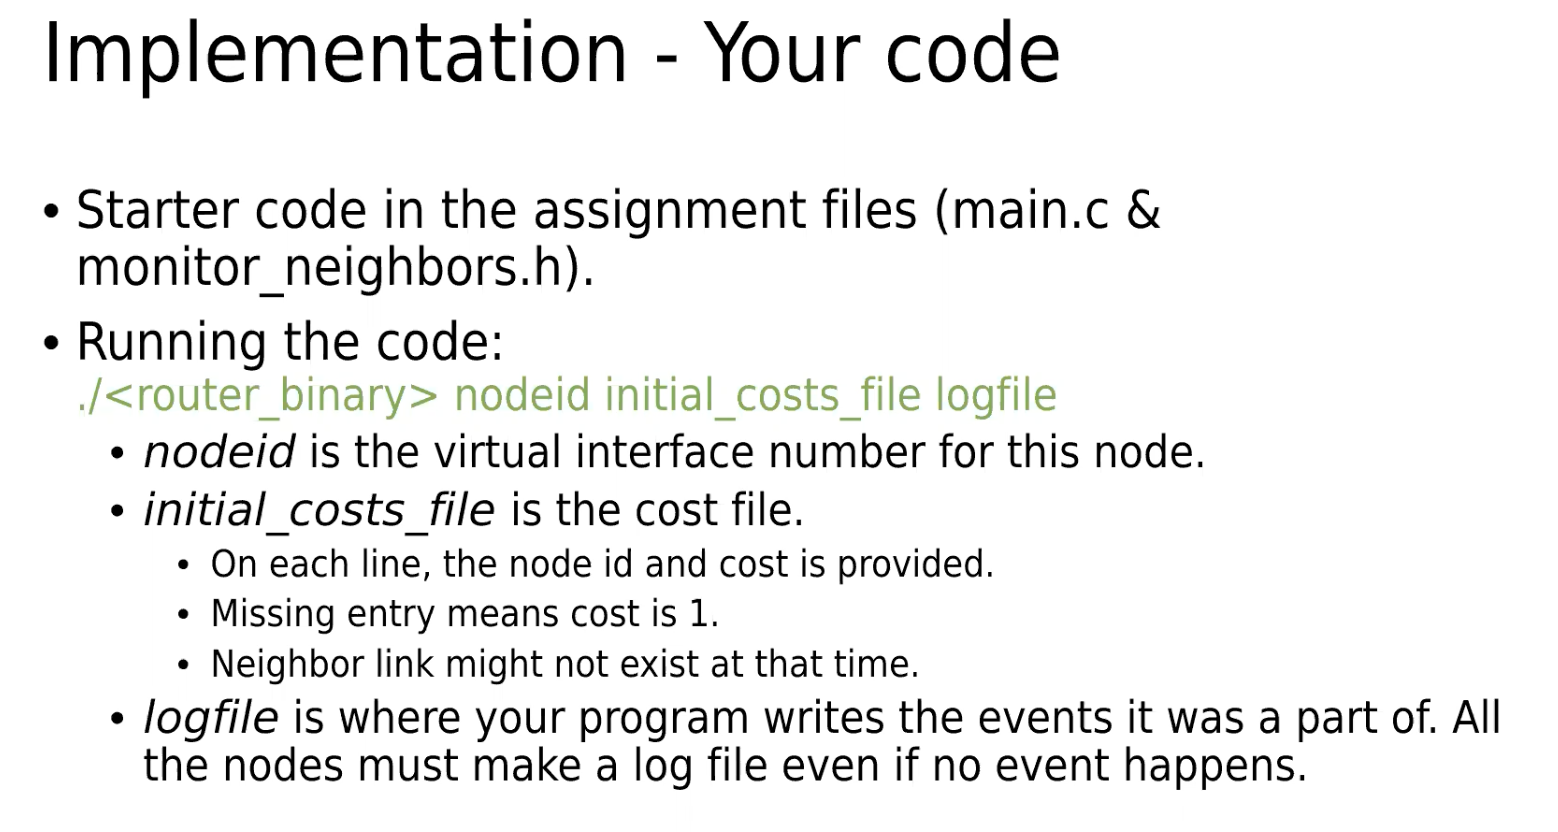 Implementation - Your code
• Starter code in the assignment files (main.c &
monitor_neighbors.h).
• Running the code:
./<router_binary> nodeid initial_costs_file logfile
• nodeid is the virtual interface number for this node.
• initial_costs_file is the cost file.
• On each line, the node id and cost is provided.
• Missing entry means cost is 1.
• Neighbor link might not exist at that time.
• logfile is where your program writes the events it was a part of. All
the nodes must make a log file even if no event happens.